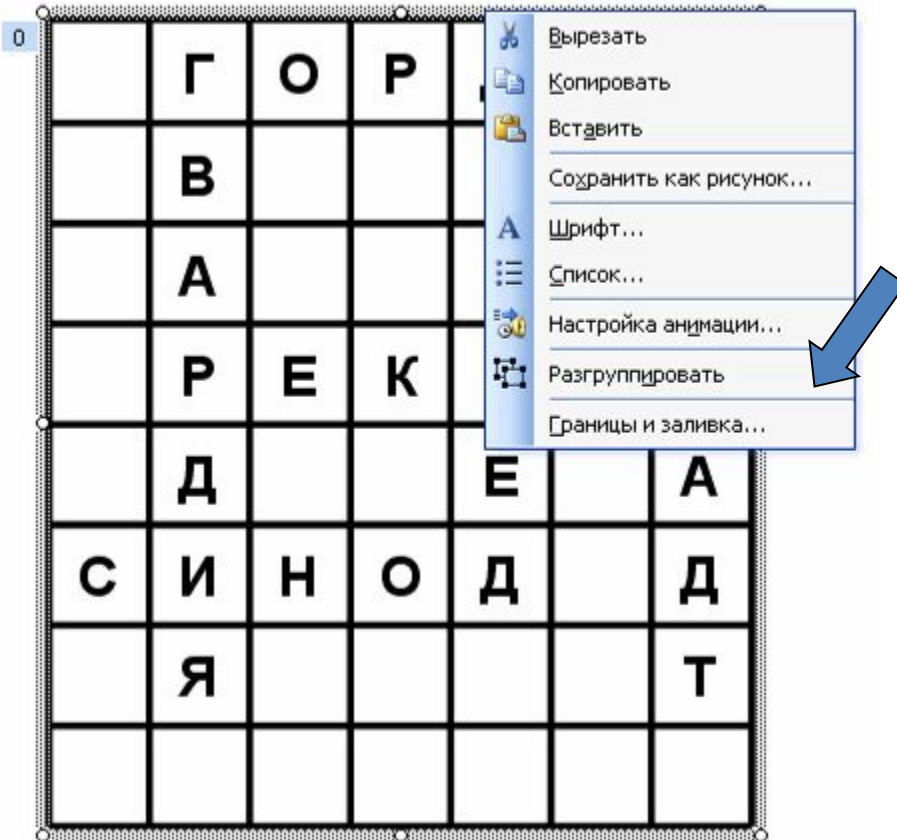 0
Г О Р
В
А
Р Е К
Д Е А
С И Н О Д Д
Я Т
Вырезать
Копировать
Вставить
Сохранить как рисунок...
Шрифт...
Список...
Настройка анимации...
Разгруппировать
Границы и заливка...